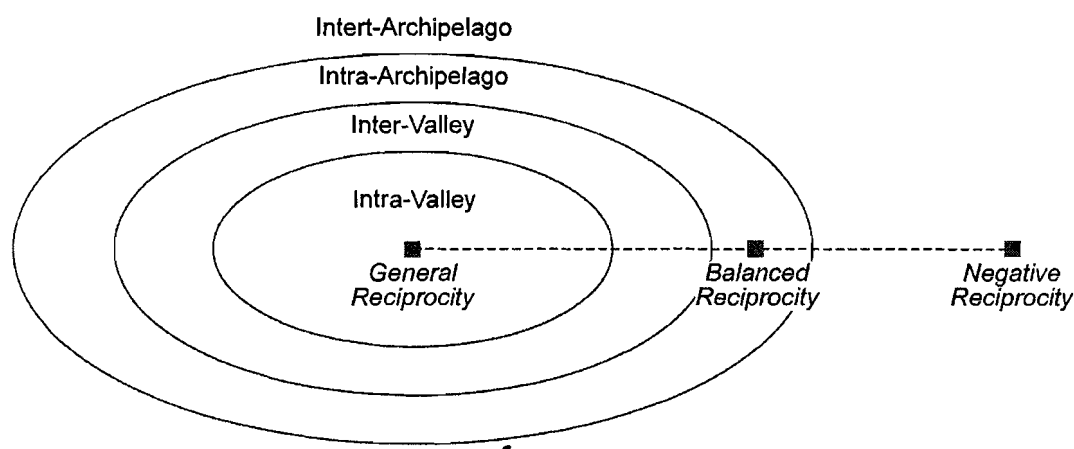 Intert-Archipelago
Intra-Archipelago
Inter-Valley
Intra-Valley
General
Reciprocity
Balanced
Reciprocity
Negative
Reciprocity